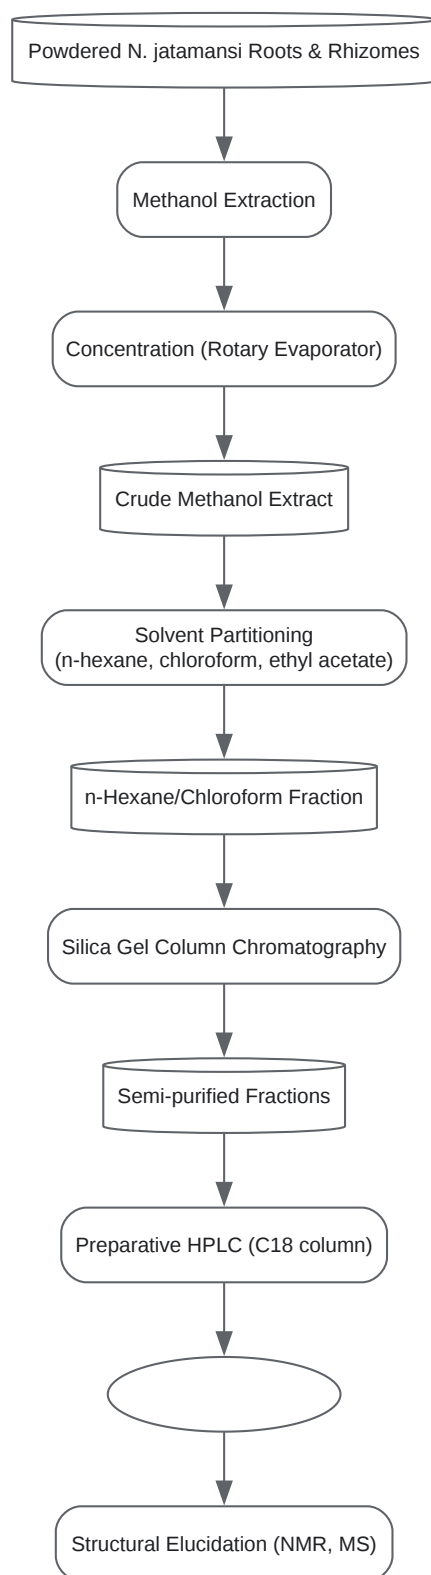 Powdered N. jatamansi Roots & Rhizomes
Methanol Extraction
Concentration (Rotary Evaporator)
Crude Methanol Extract
Solvent Partitioning
(n-hexane, chloroform, ethyl acetate)
n-Hexane/Chloroform Fraction
Silica Gel Column Chromatography
Semi-purified Fractions
Preparative HPLC (C18 column)
Structural Elucidation (NMR, MS)